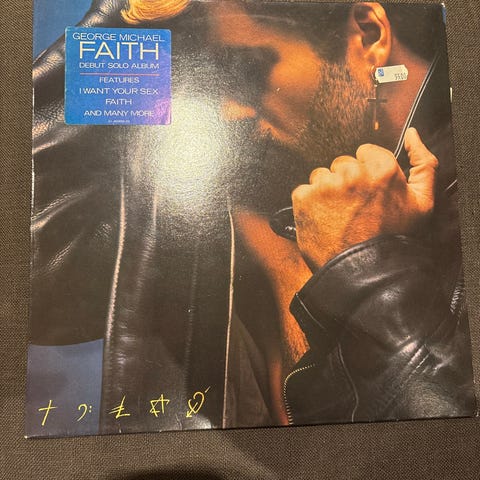 GEORGE MICHAEL
FAITH
DEBUT SOLO ALBUM
FEATURES
I WANT YOUR SEX
FAITH
AND MANY MORE